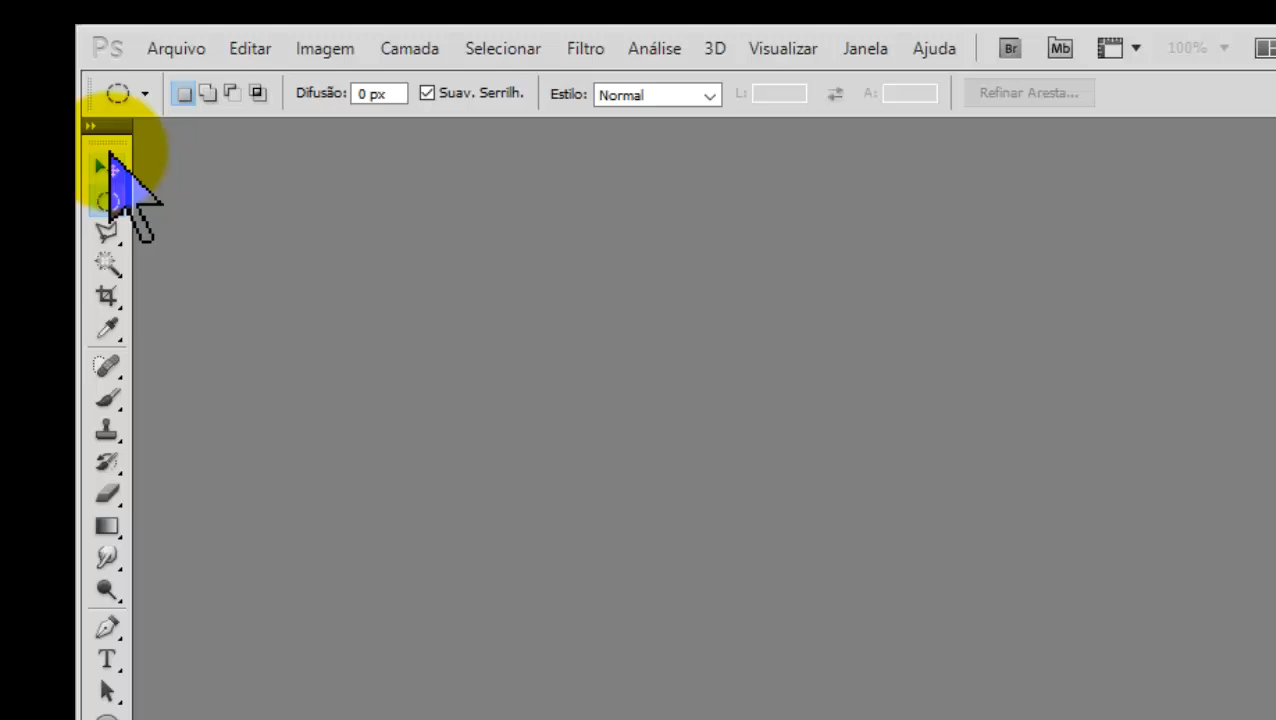 Ps Arquivo Editar Imagem Camada Selecionar Filtro Análise 3D Visualizar Janela Ajuda Br Mb 100%
Difusão: 0 px Suav. Serrilh. Estilo: Normal L: A: Refinar Aresta...
T